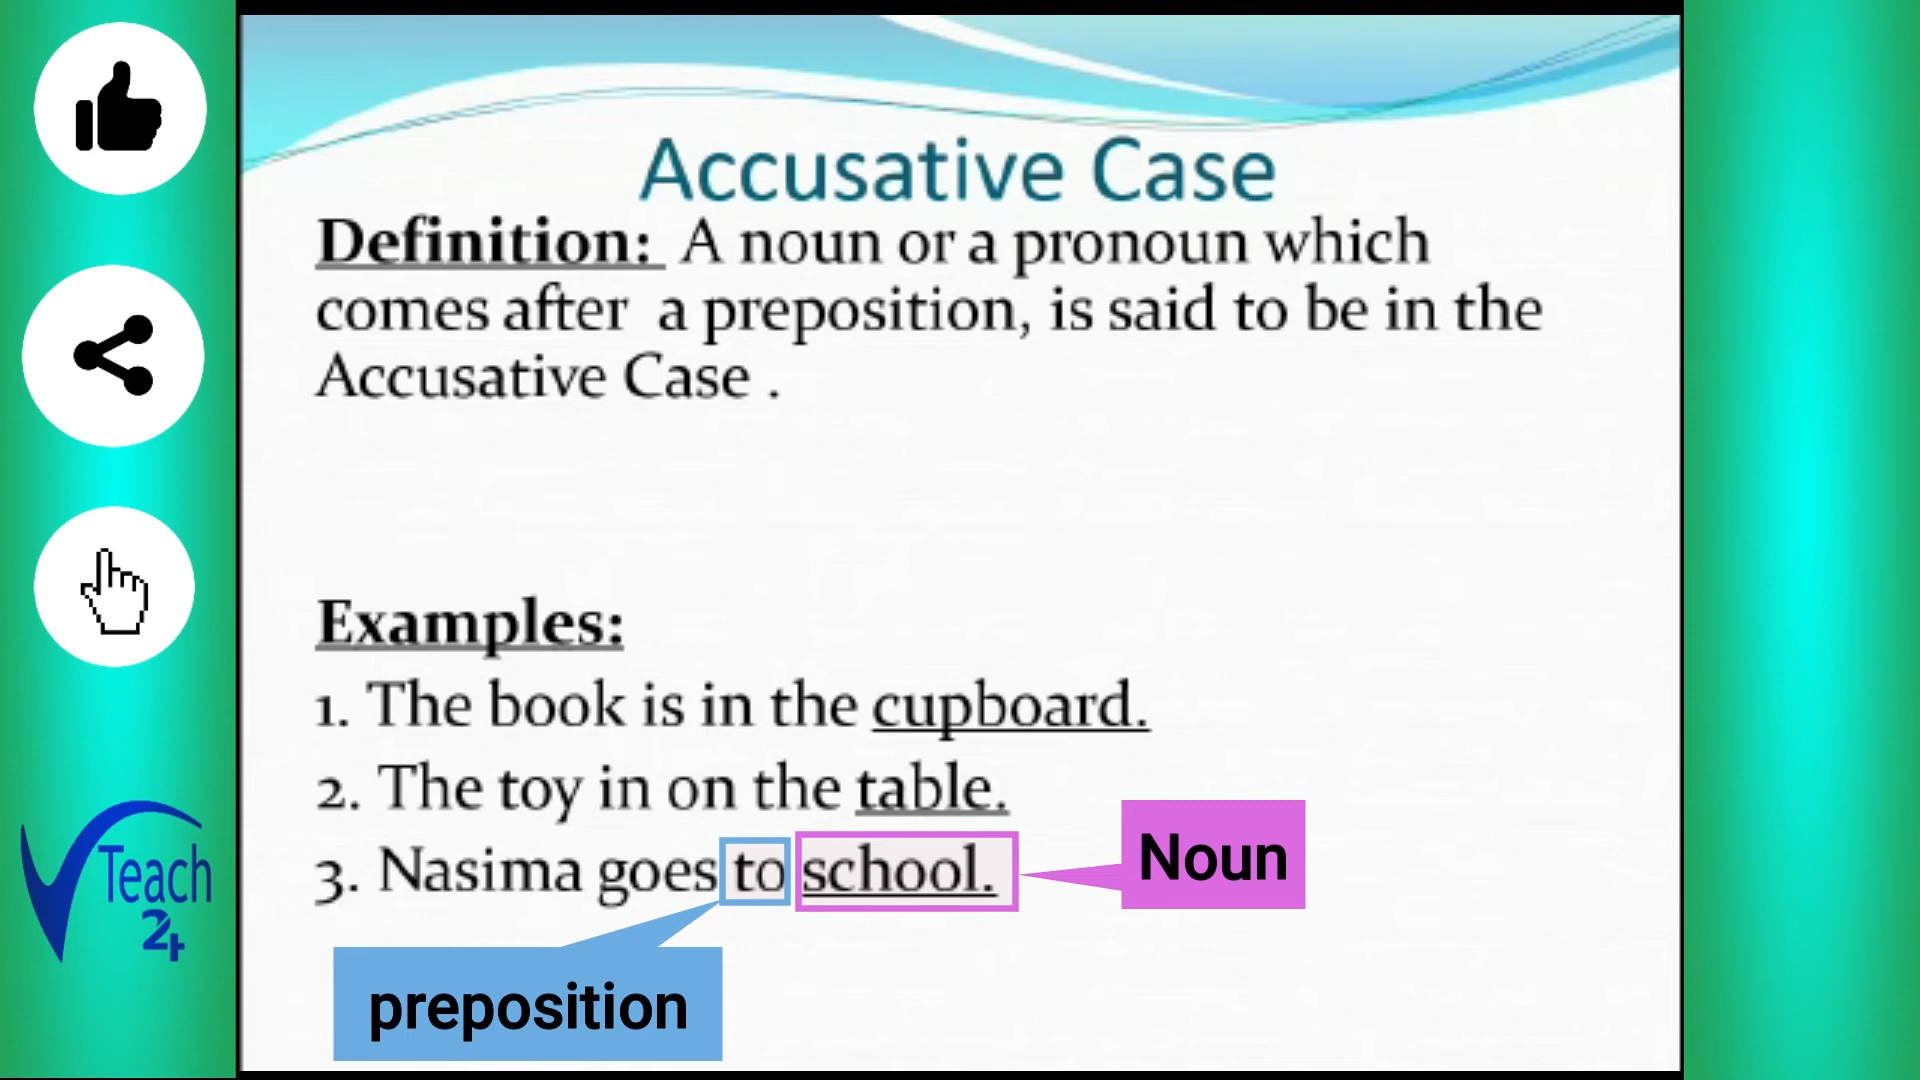 Accusative Case
Definition: A noun or a pronoun which
comes after a preposition, is said to be in the
Accusative Case .
Examples:
1. The book is in the cupboard.
2. The toy in on the table.
3. Nasima goes to school.
Noun
preposition
Teach
24